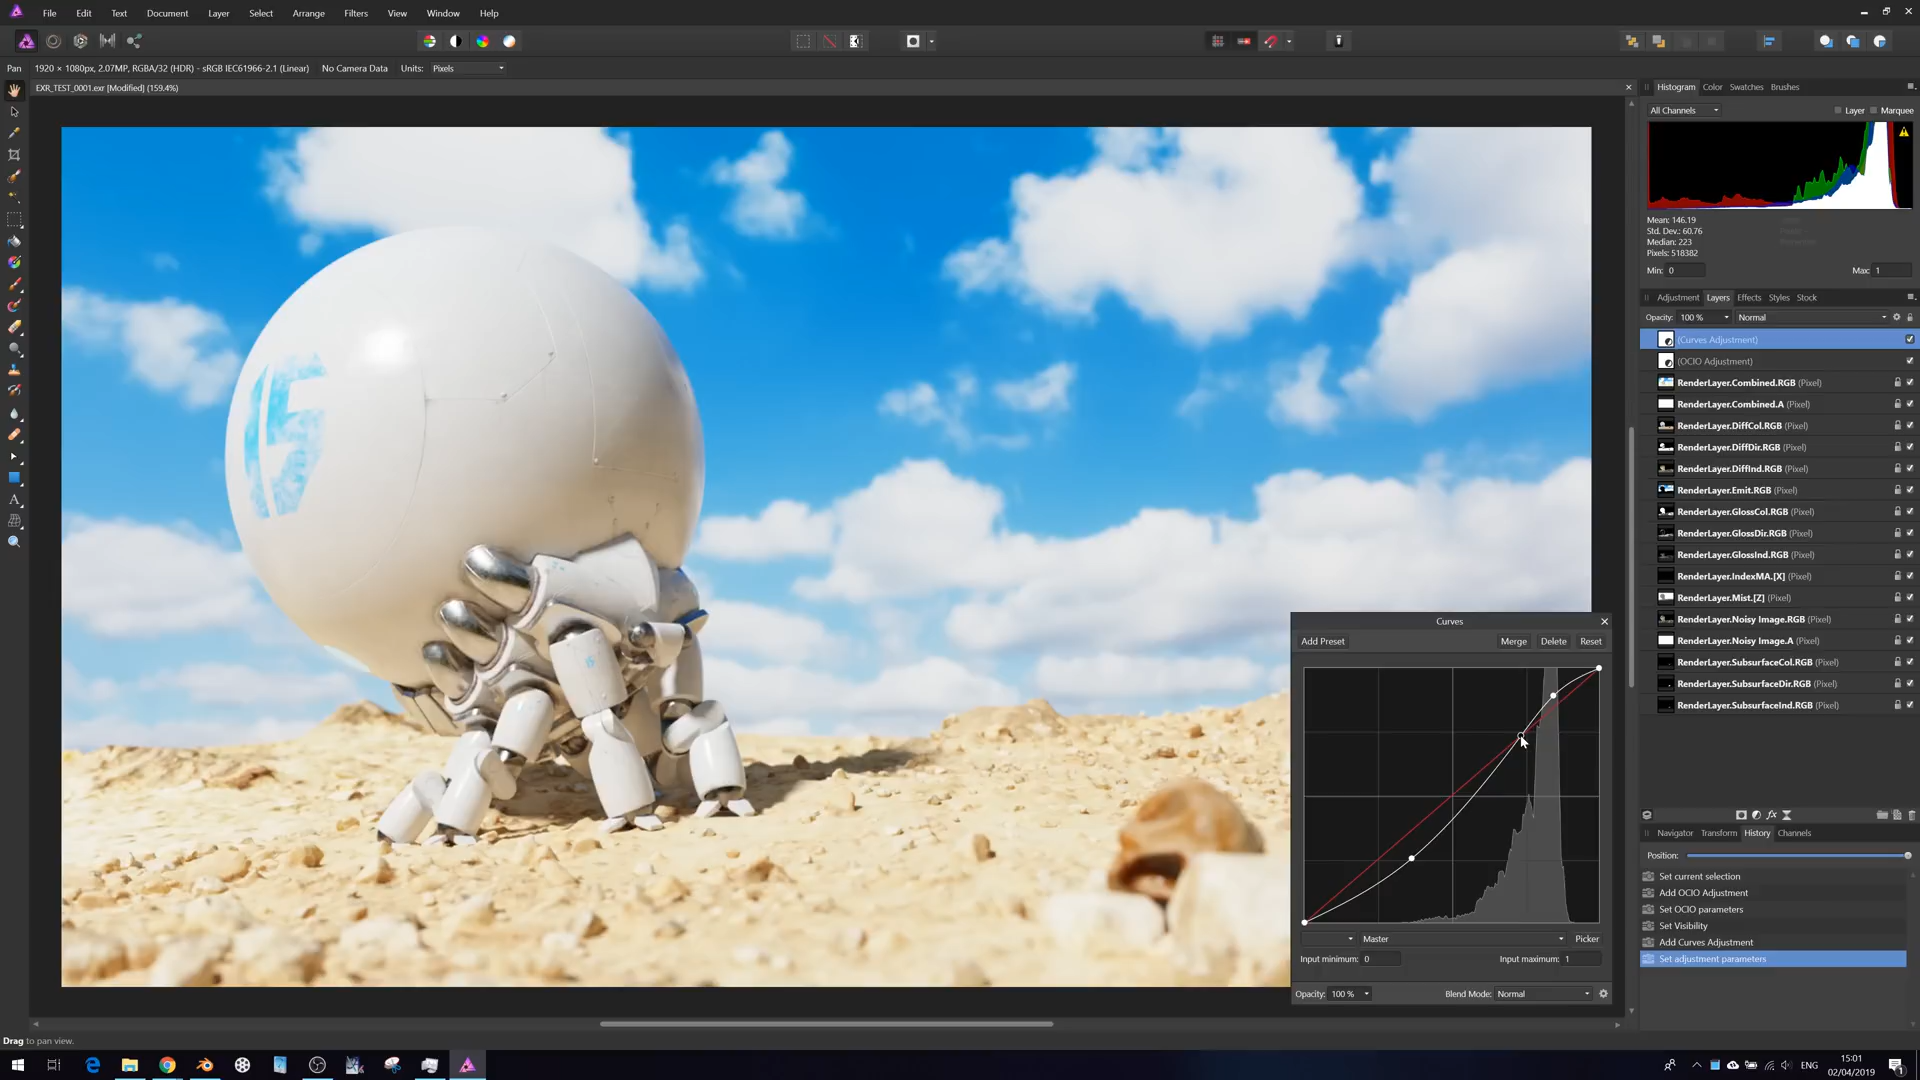 File Edit Text Document Layer Select Arrange Filters View Window Help
Pan 1920 × 1080px, 2.07MP, RGBA/32 (HDR) - sRGB IEC61966-2.1 (Linear) No Camera Data Units: Pixels
EXR_TEST_0001.exr [Modified] (159.4%)
Histogram Color Swatches Brushes
All Channels Layer Marquee
Mean: 146.19
Std. Dev.: 60.76
Median: 223
Pixels: 518382
Min: 0 Max: 1
Adjustment Layers Effects Styles Stock
Opacity: 100 % Normal
(Curves Adjustment)
(OCIO Adjustment)
RenderLayer.Combined.RGB (Pixel)
RenderLayer.Combined.A (Pixel)
RenderLayer.DiffCol.RGB (Pixel)
RenderLayer.DiffDir.RGB (Pixel)
RenderLayer.DiffInd.RGB (Pixel)
RenderLayer.Emit.RGB (Pixel)
RenderLayer.GlossCol.RGB (Pixel)
RenderLayer.GlossDir.RGB (Pixel)
RenderLayer.GlossInd.RGB (Pixel)
RenderLayer.IndexMA.[X] (Pixel)
RenderLayer.Mist.[Z] (Pixel)
RenderLayer.Noisy Image.RGB (Pixel)
RenderLayer.Noisy Image.A (Pixel)
RenderLayer.SubsurfaceCol.RGB (Pixel)
RenderLayer.SubsurfaceDir.RGB (Pixel)
RenderLayer.SubsurfaceInd.RGB (Pixel)
15
Curves
Add Preset Merge Delete Reset
Master Picker
Input minimum: 0 Input maximum: 1
Opacity: 100 % Blend Mode: Normal
Navigator Transform History Channels
Position:
Set current selection
Add OCIO Adjustment
Set OCIO parameters
Set Visibility
Add Curves Adjustment
Set adjustment parameters
Drag to pan view.
ENG
15:01
02/04/2019
1